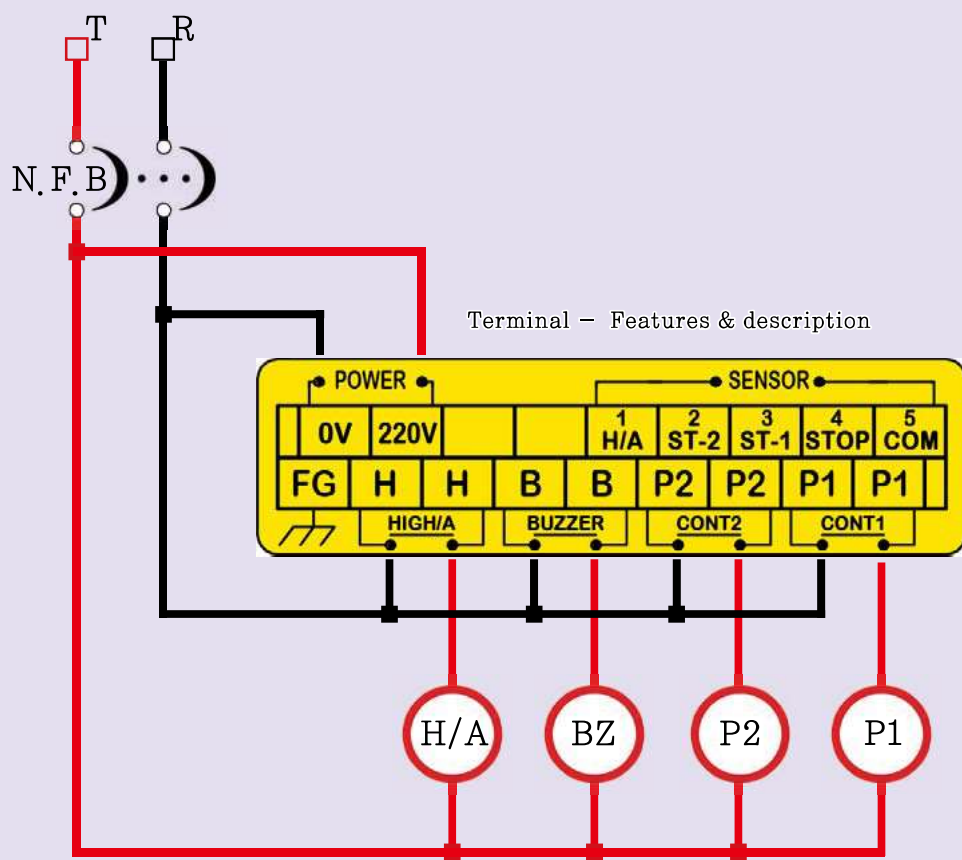 T R
N.F.B
Terminal - Features & description
POWER SENSOR
0V 220V 1 H/A 2 ST-2 3 ST-1 4 STOP 5 COM
FG H H B B P2 P2 P1 P1
HIGH/A BUZZER CONT2 CONT1
H/A BZ P2 P1